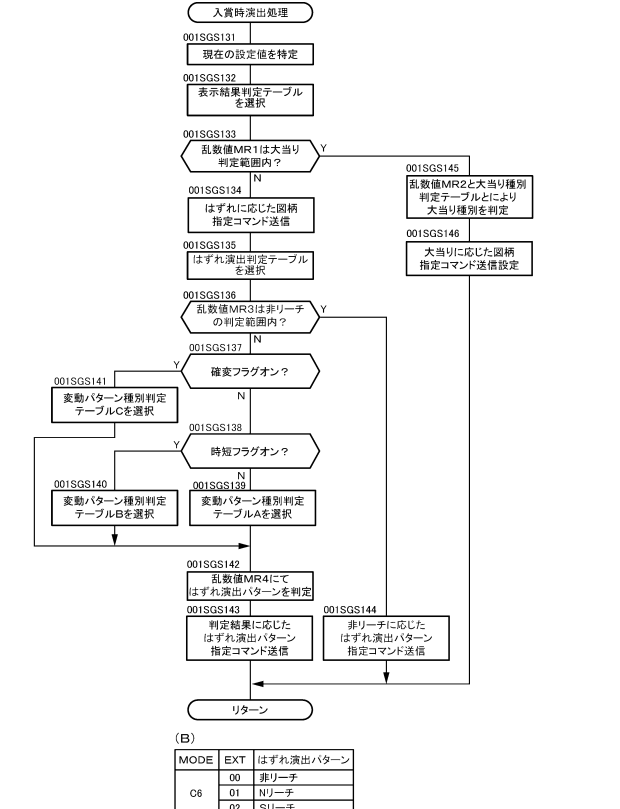 入賞時演出処理
001SGS131
現在の設定値を特定
001SGS132
表示結果判定テーブル
を選択
001SGS133
乱数値MR1は大当り
判定範囲内？
Y
N
001SGS145
乱数値MR2と大当り種別
判定テーブルとにより
大当り種別を判定
001SGS134
はずれに応じた図柄
指定コマンド送信
001SGS146
大当りに応じた図柄
指定コマンド送信設定
001SGS135
はずれ演出判定テーブル
を選択
001SGS136
乱数値MR3は非リーチ
の判定範囲内？
Y
N
001SGS137
確変フラグオン？
Y
N
001SGS141
変動パターン種別判定
テーブルCを選択
001SGS138
時短フラグオン？
Y
N
001SGS140
変動パターン種別判定
テーブルBを選択
001SGS139
変動パターン種別判定
テーブルAを選択
001SGS142
乱数値MR4にて
はずれ演出パターンを判定
001SGS143
判定結果に応じた
はずれ演出パターン
指定コマンド送信
001SGS144
非リーチに応じた
はずれ演出パターン
指定コマンド送信
リターン
(B)
MODE EXT はずれ演出パターン
C6 00 非リーチ
01 Nリーチ
02 Sリーチ